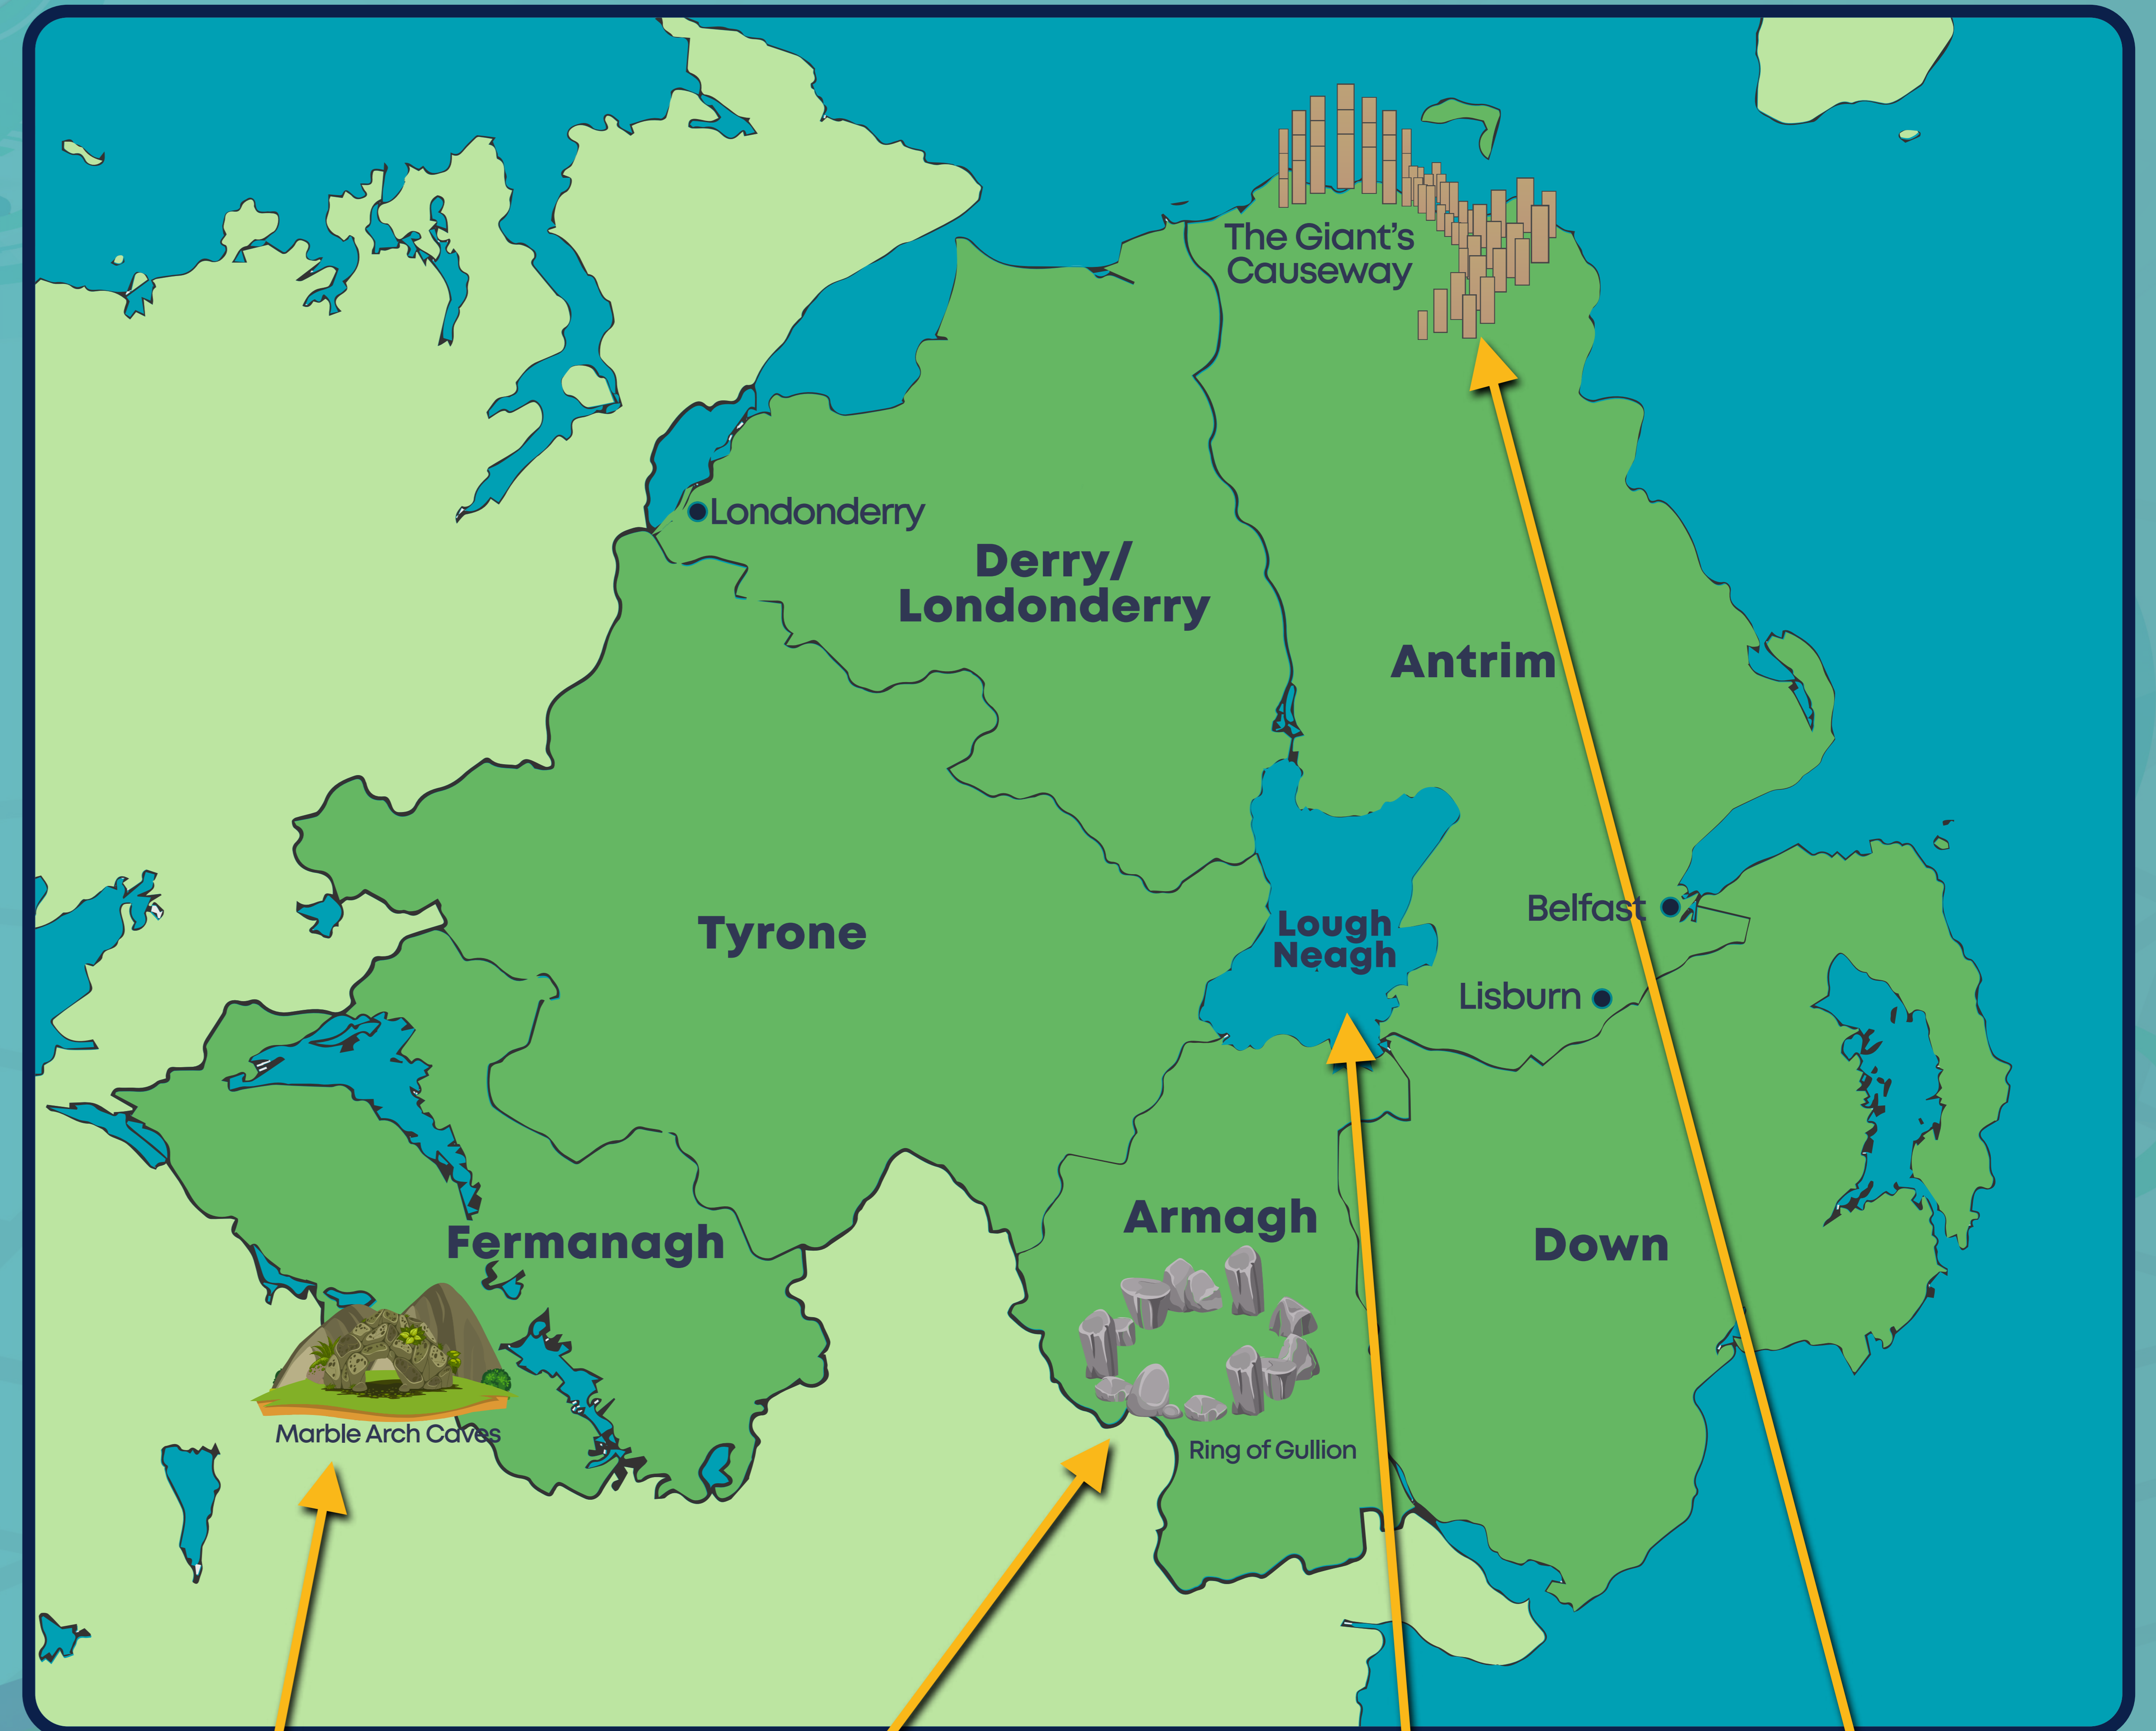 The Giant's
Causeway
Londonderry
Derry/
Londonderry
Antrim
Tyrone
Lough
Neagh
Belfast
Lisburn
Armagh
Fermanagh
Down
Marble Arch Caves
Ring of Gullion